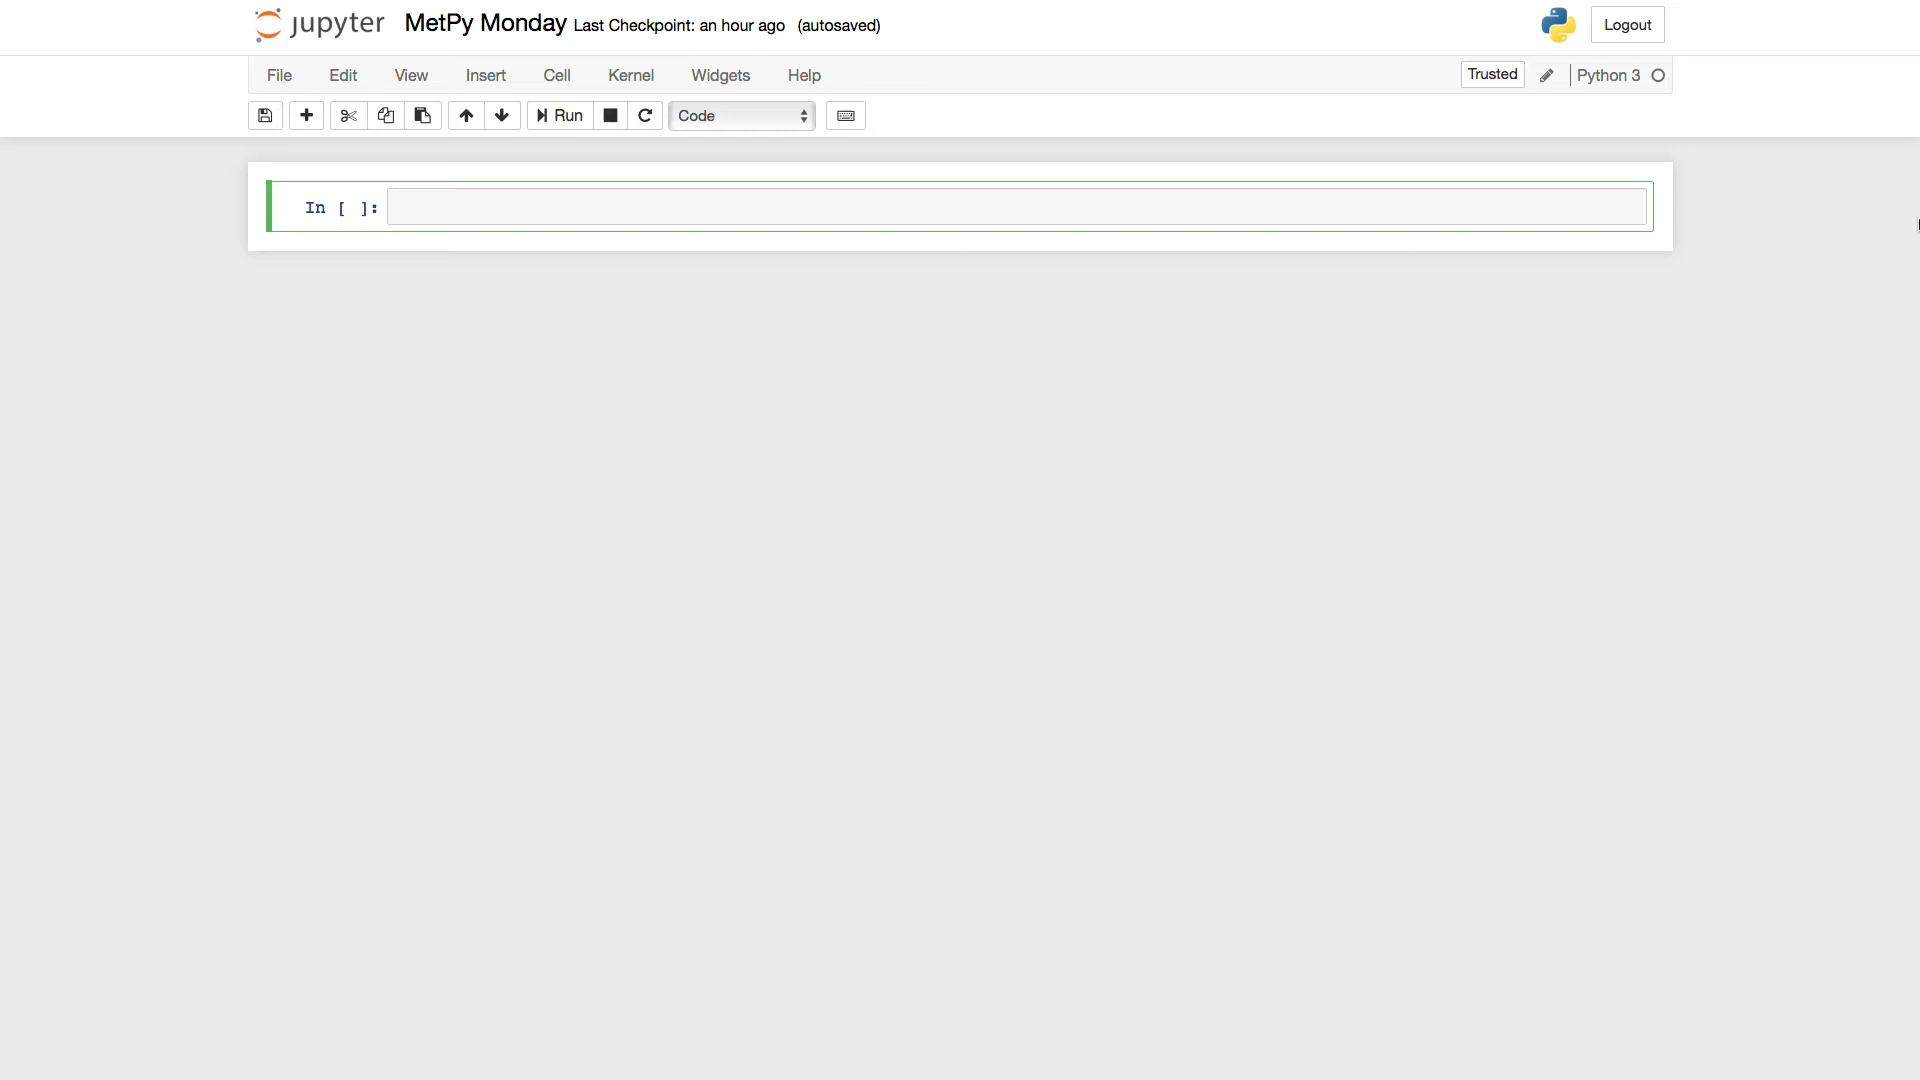 jupyter MetPy Monday Last Checkpoint: an hour ago (autosaved) Logout
File Edit View Insert Cell Kernel Widgets Help Trusted Python 3
Run Code
In [ ]: